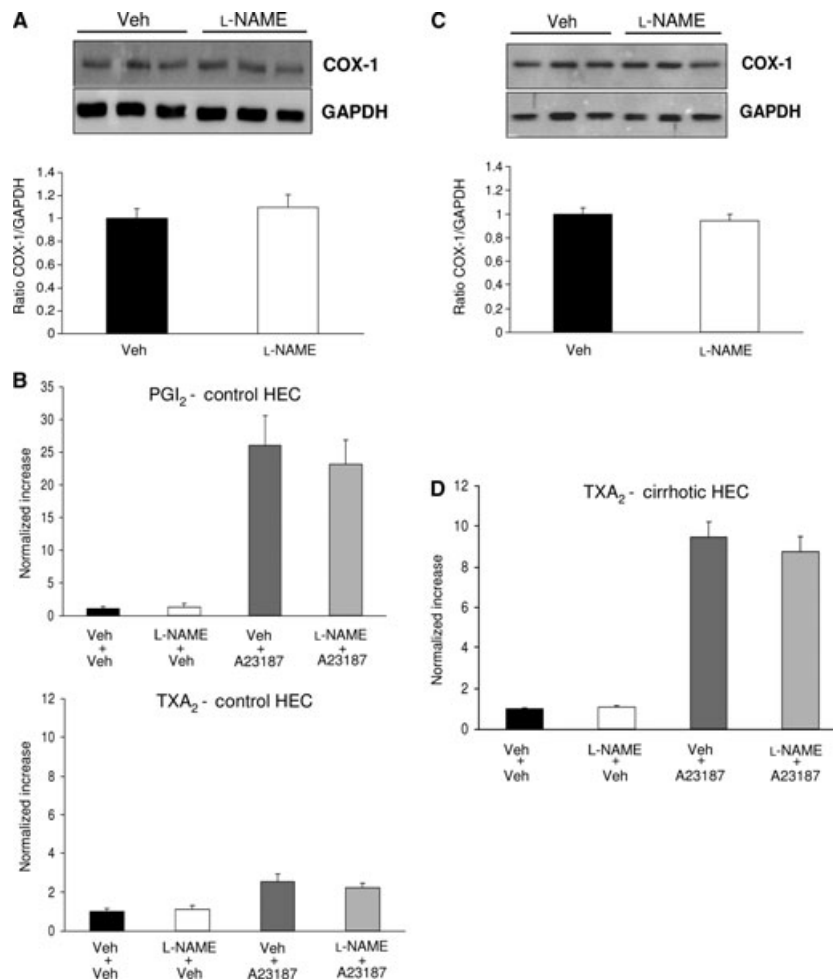 A
Veh L-NAME
COX-1
GAPDH
Ratio COX-1/GAPDH
1.4
1.2
1
0.8
0.6
0.4
0.2
0
Veh L-NAME
C
Veh L-NAME
COX-1
GAPDH
Ratio COX-1/GAPDH
1.4
1.2
1
0.8
0.6
0.4
0.2
0
Veh L-NAME
B
PGI2 - control HEC
Normalized increase
35
30
25
20
15
10
5
0
Veh + Veh
L-NAME + Veh
Veh + A23187
L-NAME + A23187
TXA2 - control HEC
Normalized increase
12
10
8
6
4
2
0
Veh + Veh
L-NAME + Veh
Veh + A23187
L-NAME + A23187
D
TXA2 - cirrhotic HEC
Normalized increase
12
10
8
6
4
2
0
Veh + Veh
L-NAME + Veh
Veh + A23187
L-NAME + A23187